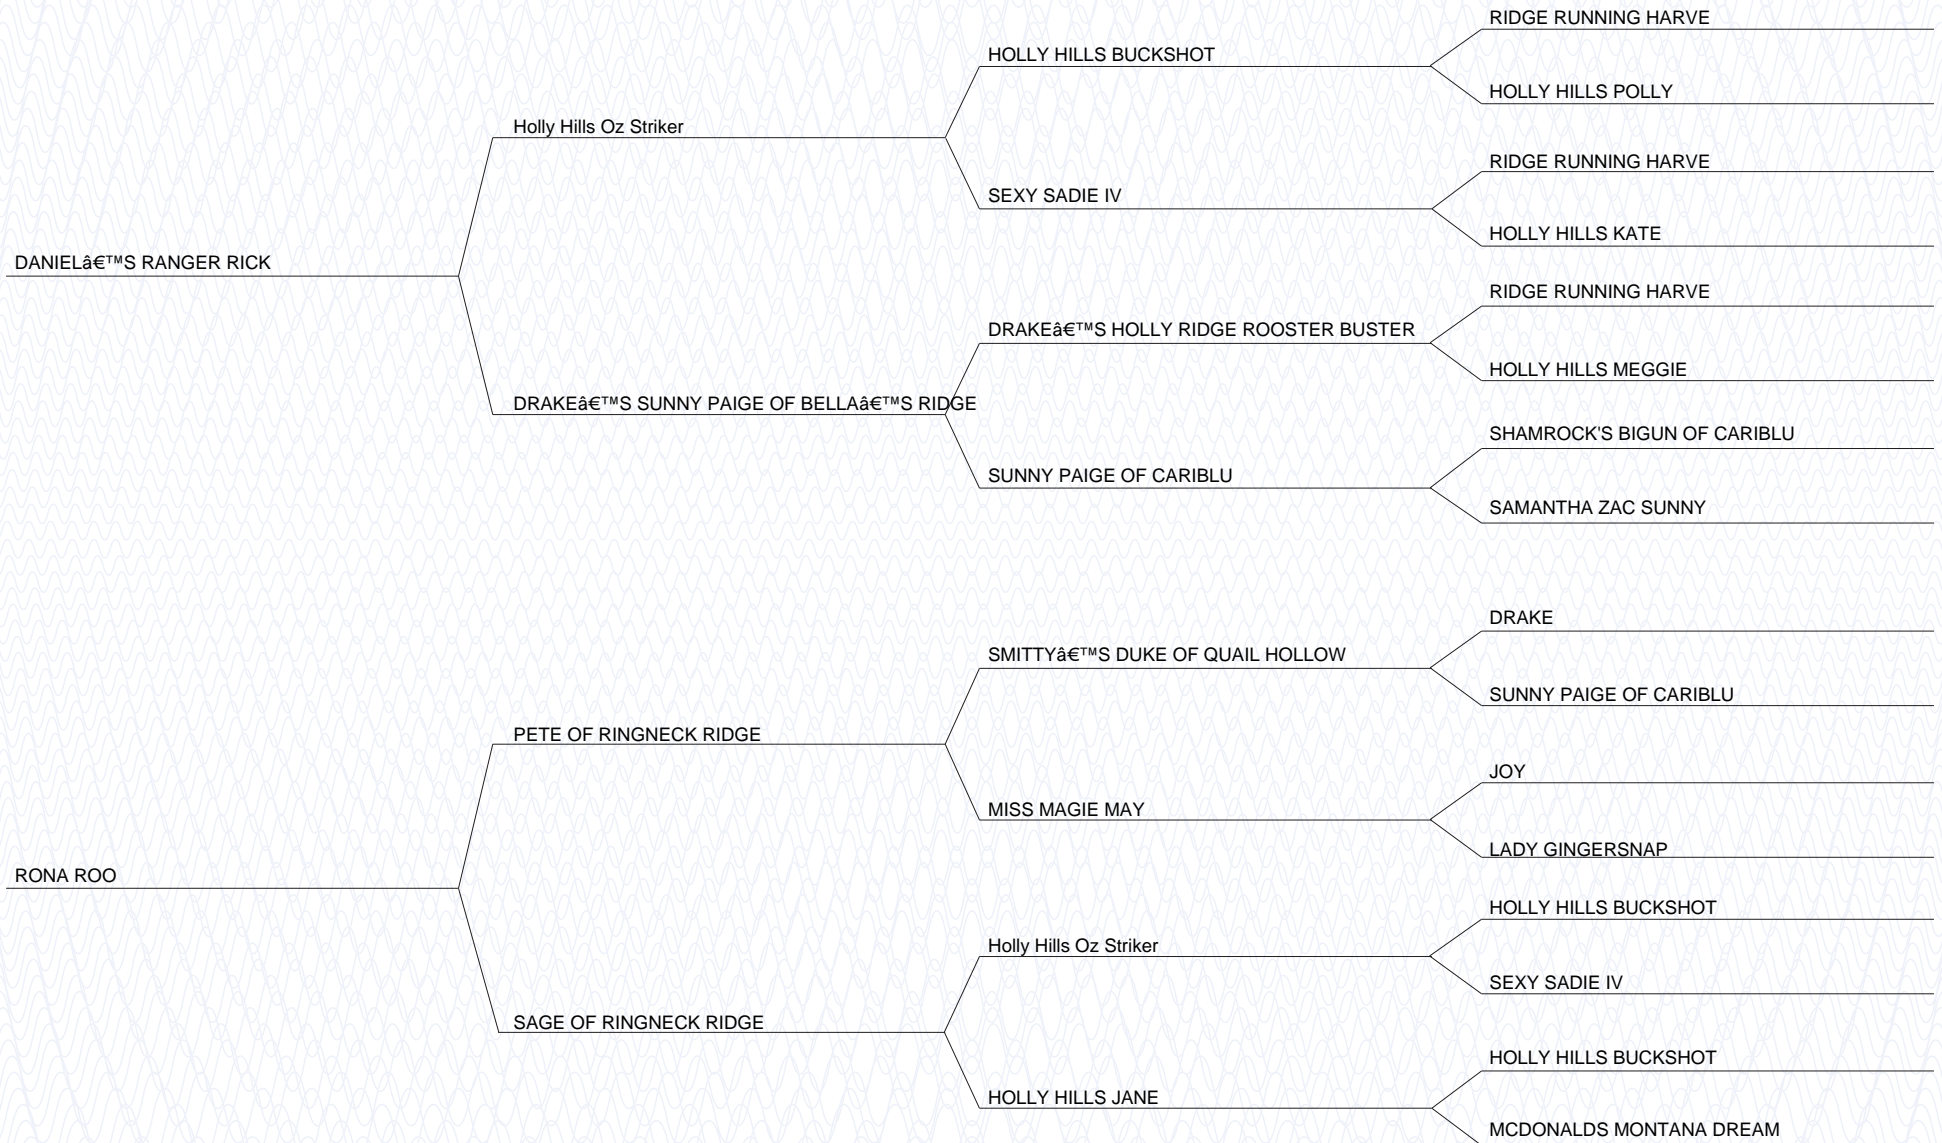 RIDGE RUNNING HARVE
HOLLY HILLS BUCKSHOT
HOLLY HILLS POLLY
Holly Hills Oz Striker
RIDGE RUNNING HARVE
SEXY SADIE IV
HOLLY HILLS KATE
DANIELâ€™S RANGER RICK
RIDGE RUNNING HARVE
DRAKEâ€™S HOLLY RIDGE ROOSTER BUSTER
HOLLY HILLS MEGGIE
DRAKEâ€™S SUNNY PAIGE OF BELLAâ€™S RIDGE
SHAMROCK'S BIGUN OF CARIBLU
SUNNY PAIGE OF CARIBLU
SAMANTHA ZAC SUNNY
DRAKE
SMITTYâ€™S DUKE OF QUAIL HOLLOW
SUNNY PAIGE OF CARIBLU
PETE OF RINGNECK RIDGE
JOY
MISS MAGIE MAY
LADY GINGERSNAP
RONA ROO
HOLLY HILLS BUCKSHOT
Holly Hills Oz Striker
SEXY SADIE IV
SAGE OF RINGNECK RIDGE
HOLLY HILLS BUCKSHOT
HOLLY HILLS JANE
MCDONALDS MONTANA DREAM